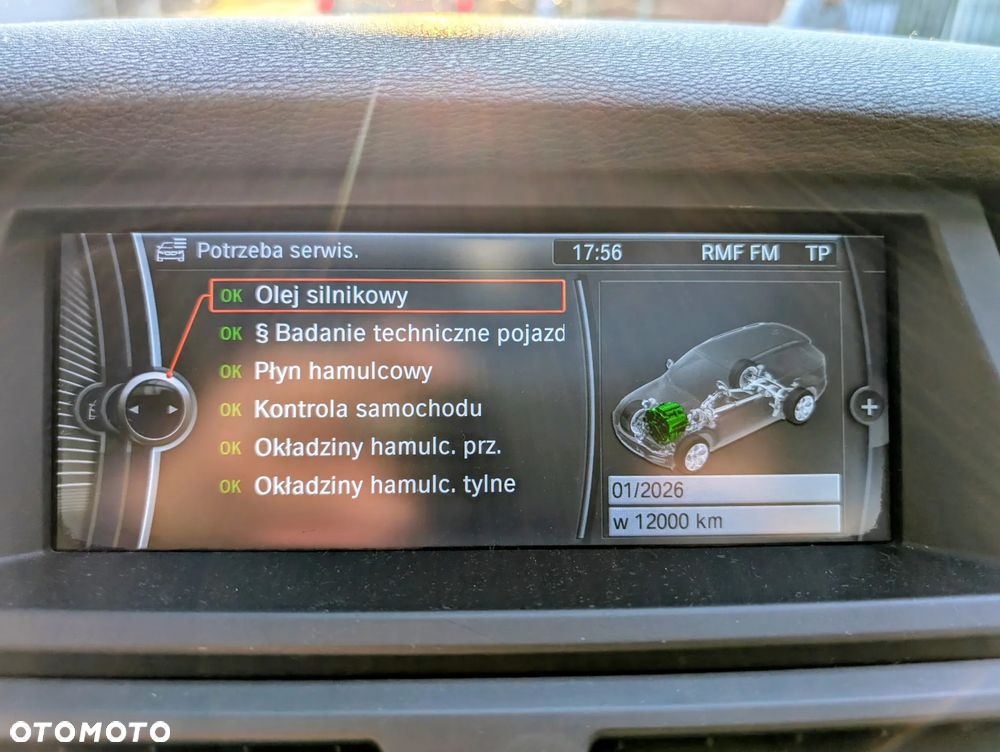 Potrzeba serwis.
17:56 RMF FM TP
OK Olej silnikowy
OK § Badanie techniczne pojazd
OK Płyn hamulcowy
OK Kontrola samochodu
OK Okładziny hamulc. prz.
OK Okładziny hamulc. tylne
01/2026
w 12000 km
OTOMOTO